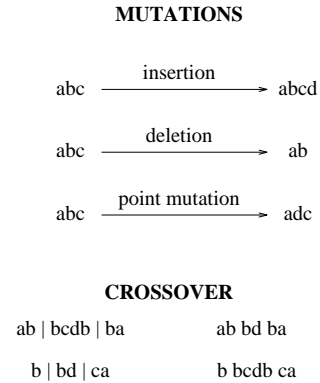 MUTATIONS
insertion
abc abcd
deletion
abc ab
point mutation
abc adc
CROSSOVER
ab | bcdb | ba ab bd ba
b | bd | ca b bcdb ca